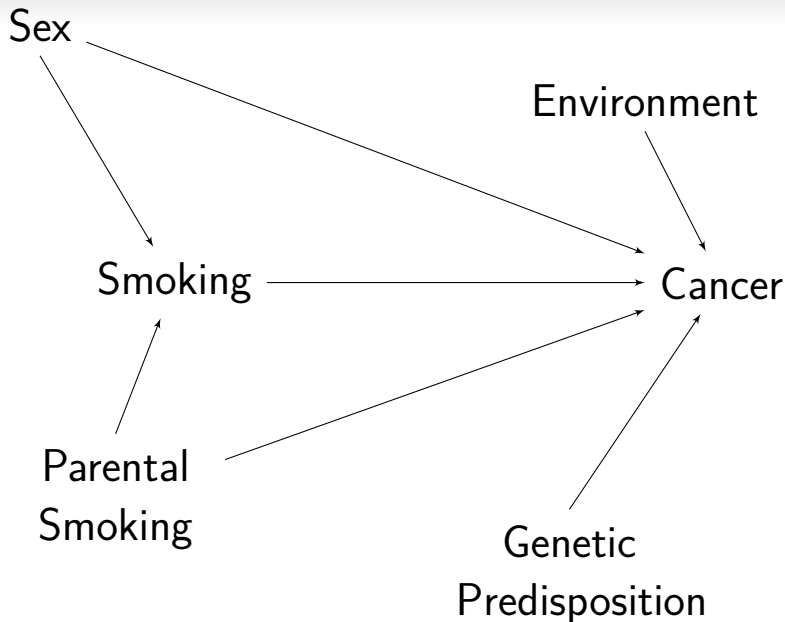 Sex
Environment
Smoking
Cancer
Parental
Smoking
Genetic
Predisposition